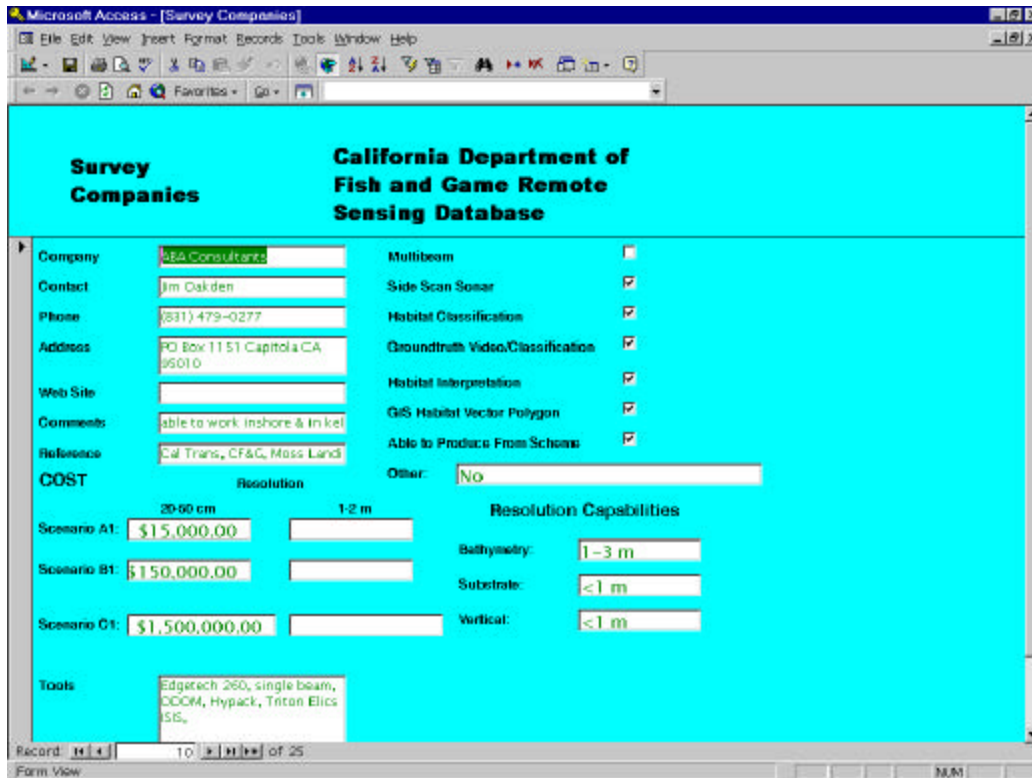 Microsoft Access - [Survey Companies]
File Edit View Insert Format Records Tools Window Help
Favorites Go
Survey Companies
California Department of Fish and Game Remote Sensing Database
Company ABA Consultants
Contact Jim Oakden
Phone (831) 479-0277
Address PO Box 1151 Capitola CA
95010
Web Site
Comments able to work inshore & in kel
Reference Cal Trans, CF&G, Moss Landi
Multibeam
Side Scan Sonar
Habitat Classification
Groundtruth Video/Classification
Habitat Interpretation
GIS Habitat Vector Polygon
Able to Produce From Scheme
Other: No
COST Resolution
20-50 cm 1-2 m
Scenario A1: $15,000.00
Scenario B1: $150,000.00
Scenario C1: $1,500,000.00
Resolution Capabilities
Bathymetry: 1-3 m
Substrate: <1 m
Vertical: <1 m
Tools Edgetech 260, single beam,
ODOM, Hypack, Triton Elics
ISIS,
Record: 10 of 25
Form View NUM